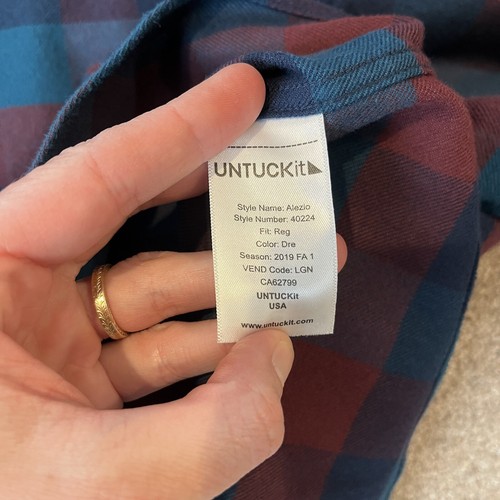 UNTUCKit
Style Name: Alezio
Style Number: 40224
Fit: Reg
Color: Dre
Season: 2019 FA 1
VEND Code: LGN
CA62799
UNTUCKit
USA
www.untuckit.com